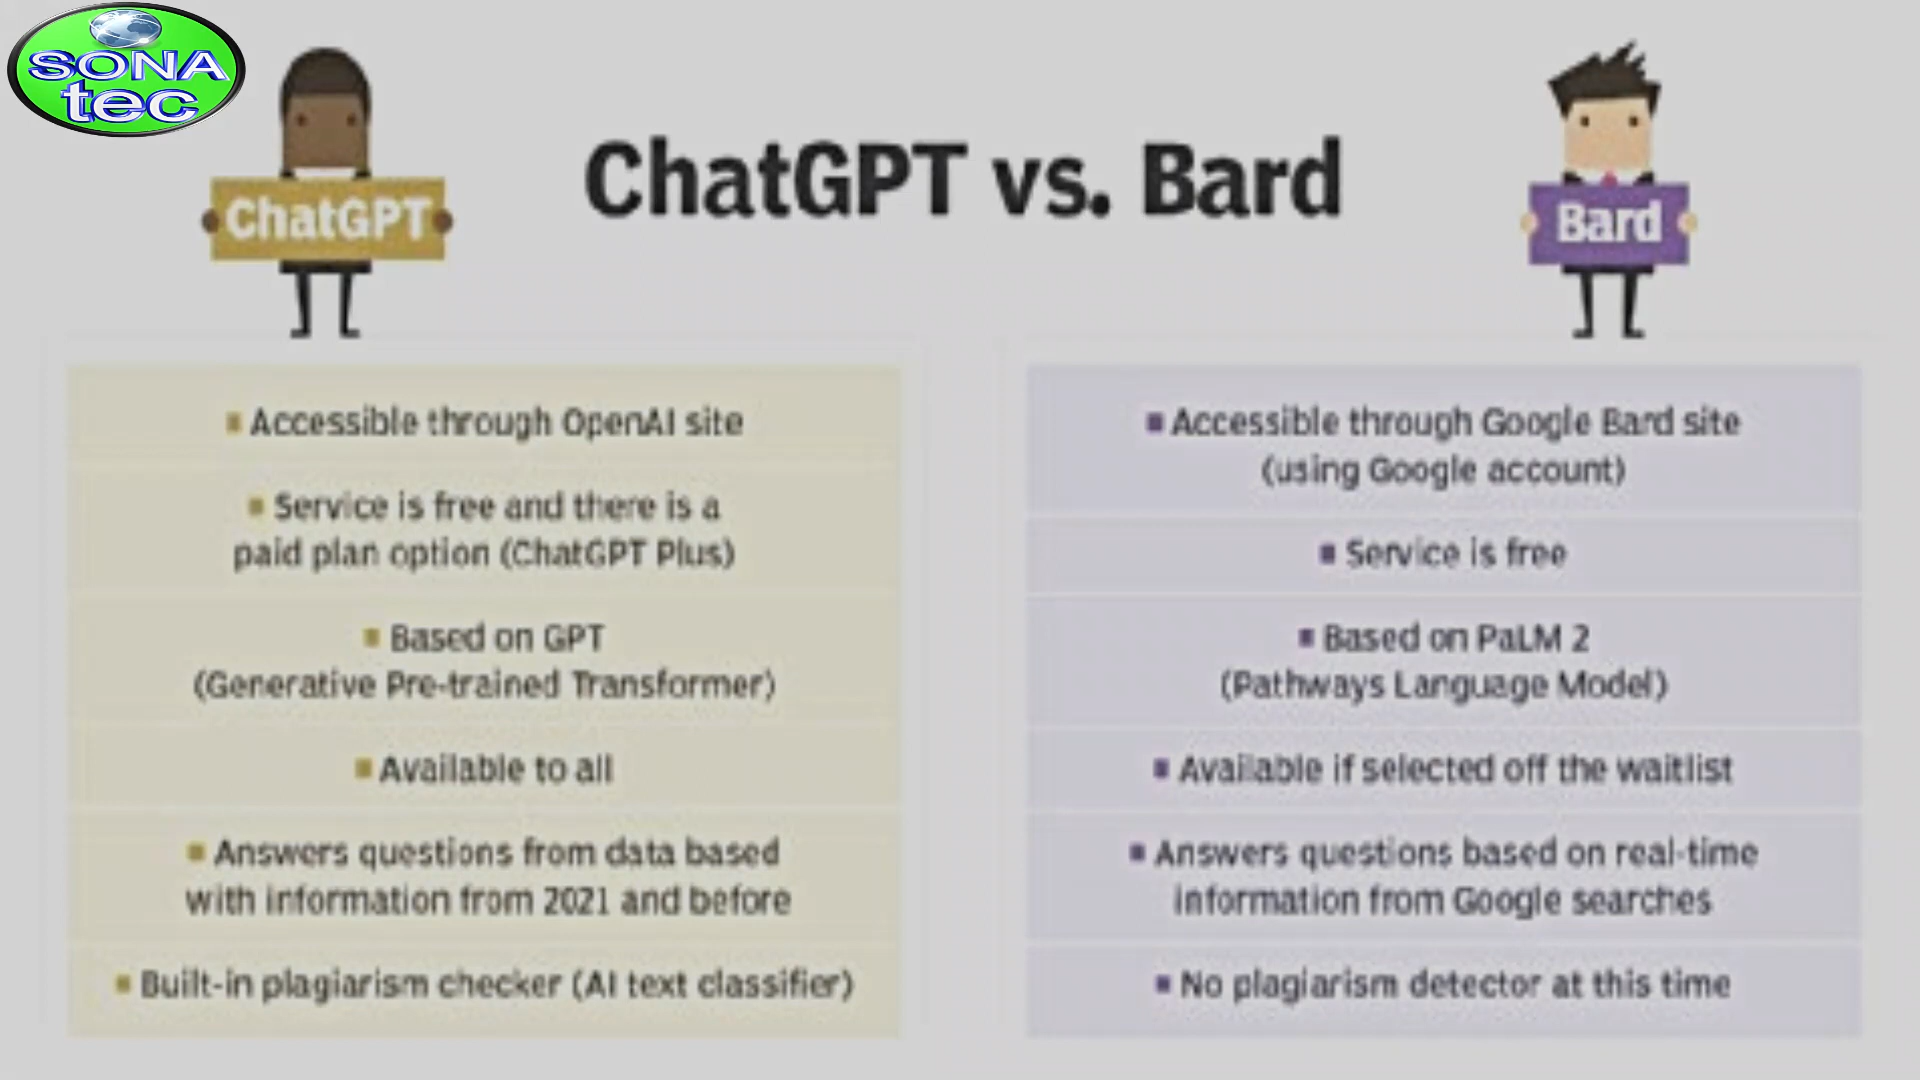 SONA
tec
ChatGPT vs. Bard
ChatGPT
Bard
Accessible through OpenAI site
Service is free and there is a
paid plan option (ChatGPT Plus)
Based on GPT
(Generative Pre-trained Transformer)
Available to all
Answers questions from data based
with information from 2021 and before
Built-in plagiarism checker (AI text classifier)
Accessible through Google Bard site
(using Google account)
Service is free
Based on PaLM 2
(Pathways Language Model)
Available if selected off the waitlist
Answers questions based on real-time
information from Google searches
No plagiarism detector at this time